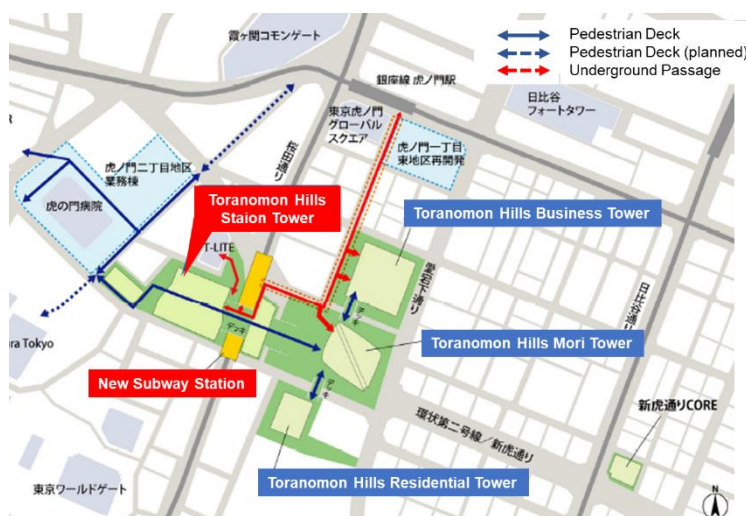 Pedestrian Deck
Pedestrian Deck (planned)
Underground Passage
霞ヶ関コモンゲート
銀座線 虎ノ門駅
日比谷
フォートタワー
東京虎ノ門
グローバル
スクエア
虎ノ門一丁目
東地区再開発
桜田通り
虎ノ門二丁目地区
業務棟
虎の門病院
Toranomon Hills
Staion Tower
T-LITE
Toranomon Hills Business Tower
愛宕下通り
日比谷通り
デッキ
デッキ
Toranomon Hills Mori Tower
ara Tokyo
New Subway Station
デッキ
新虎通りCORE
環状第二号線/新虎通り
Toranomon Hills Residential Tower
東京ワールドゲート
N